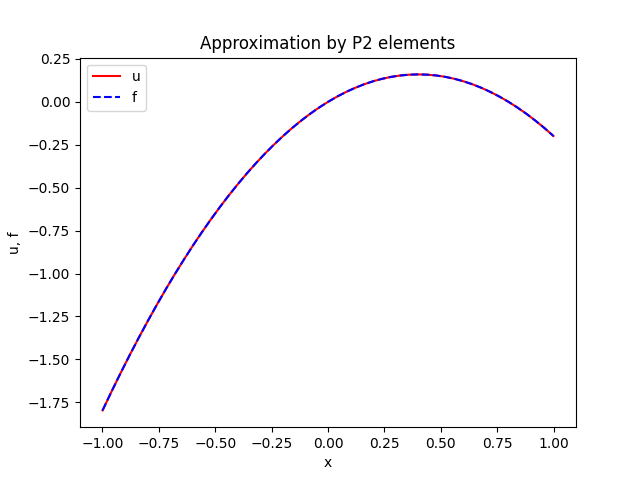 Approximation by P2 elements
u
f
0.25
0.00
−0.25
−0.50
−0.75
−1.00
−1.25
−1.50
−1.75
u, f
−1.00 −0.75 −0.50 −0.25 0.00 0.25 0.50 0.75 1.00
x